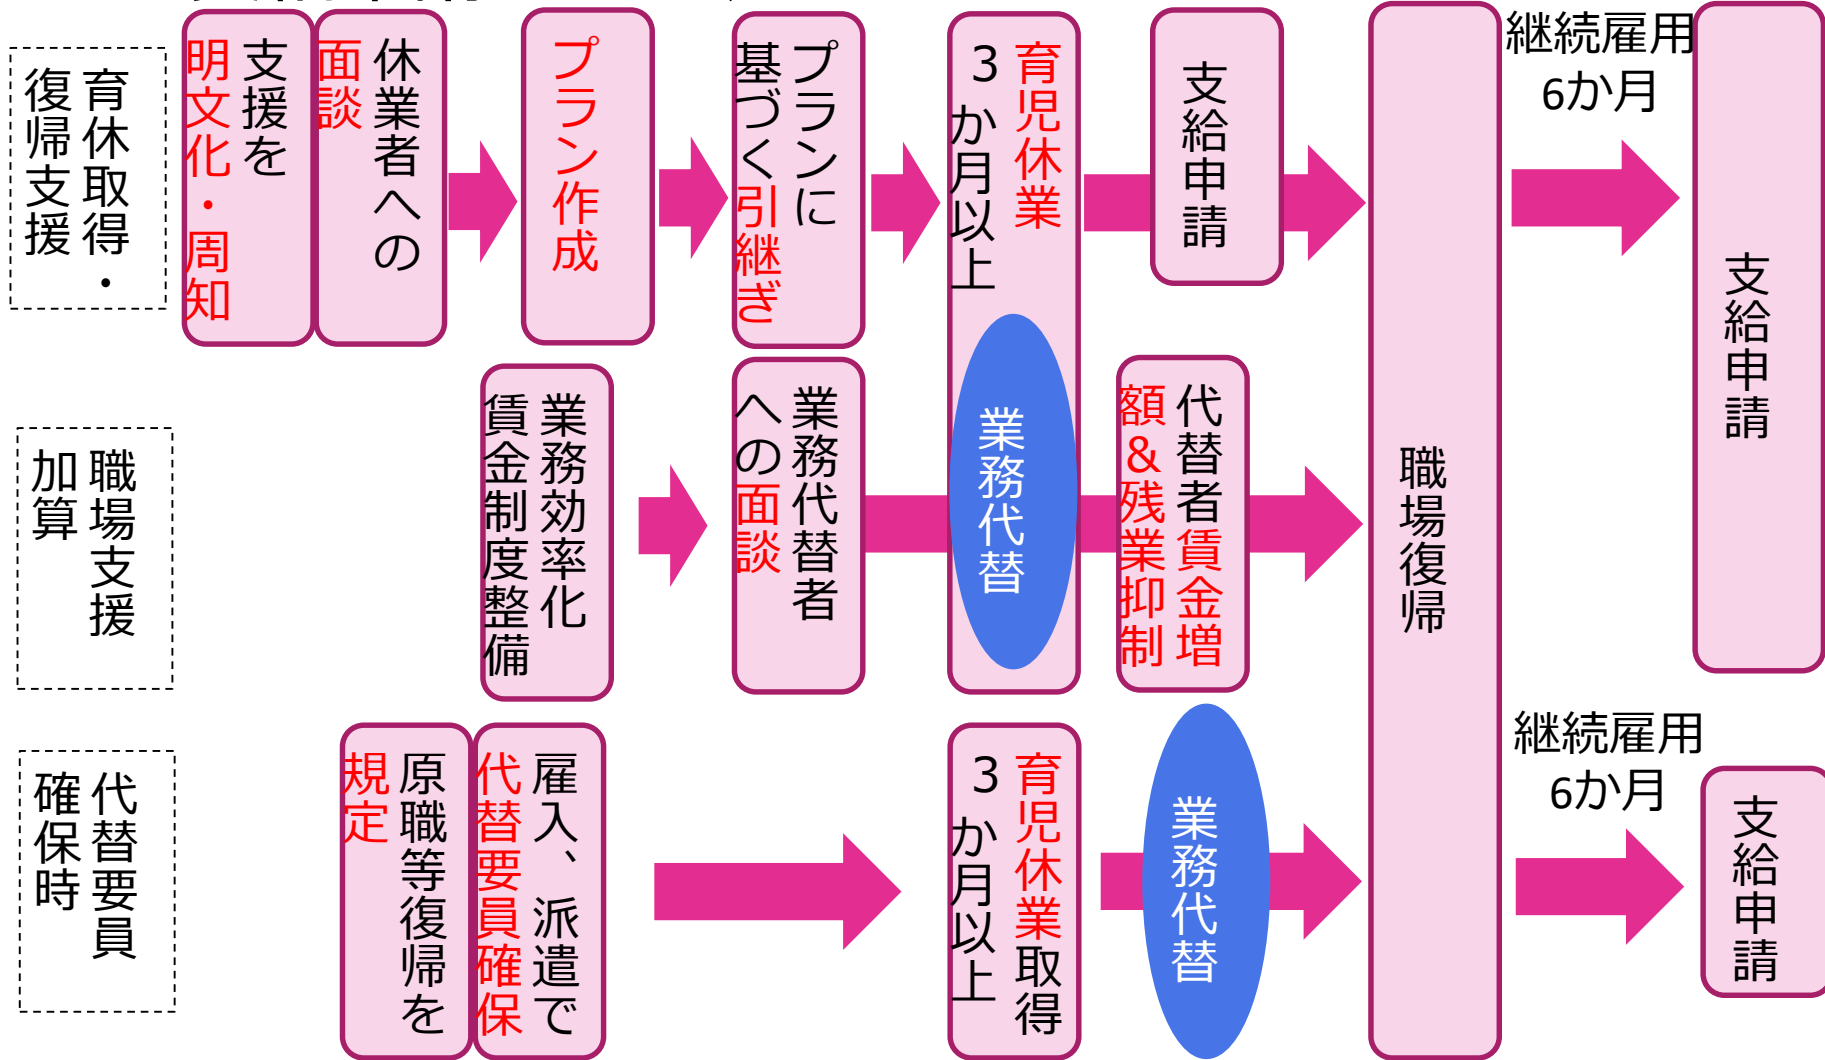 育休取得・
復帰支援
支援を
明文化・周知
休業者への
面談
プラン作成
プランに
基づく引継ぎ
育児休業
3か月以上
支給申請
継続雇用
6か月
支給申請
職場支援
加算
業務効率化
賃金制度整備
業務代替者
への面談
業務代替
代替者賃金増
額&残業抑制
職場復帰
代替要員
確保時
原職等復帰を
規定
雇入、派遣で
代替要員確保
育児休業取得
3か月以上
業務代替
継続雇用
6か月
支給申請